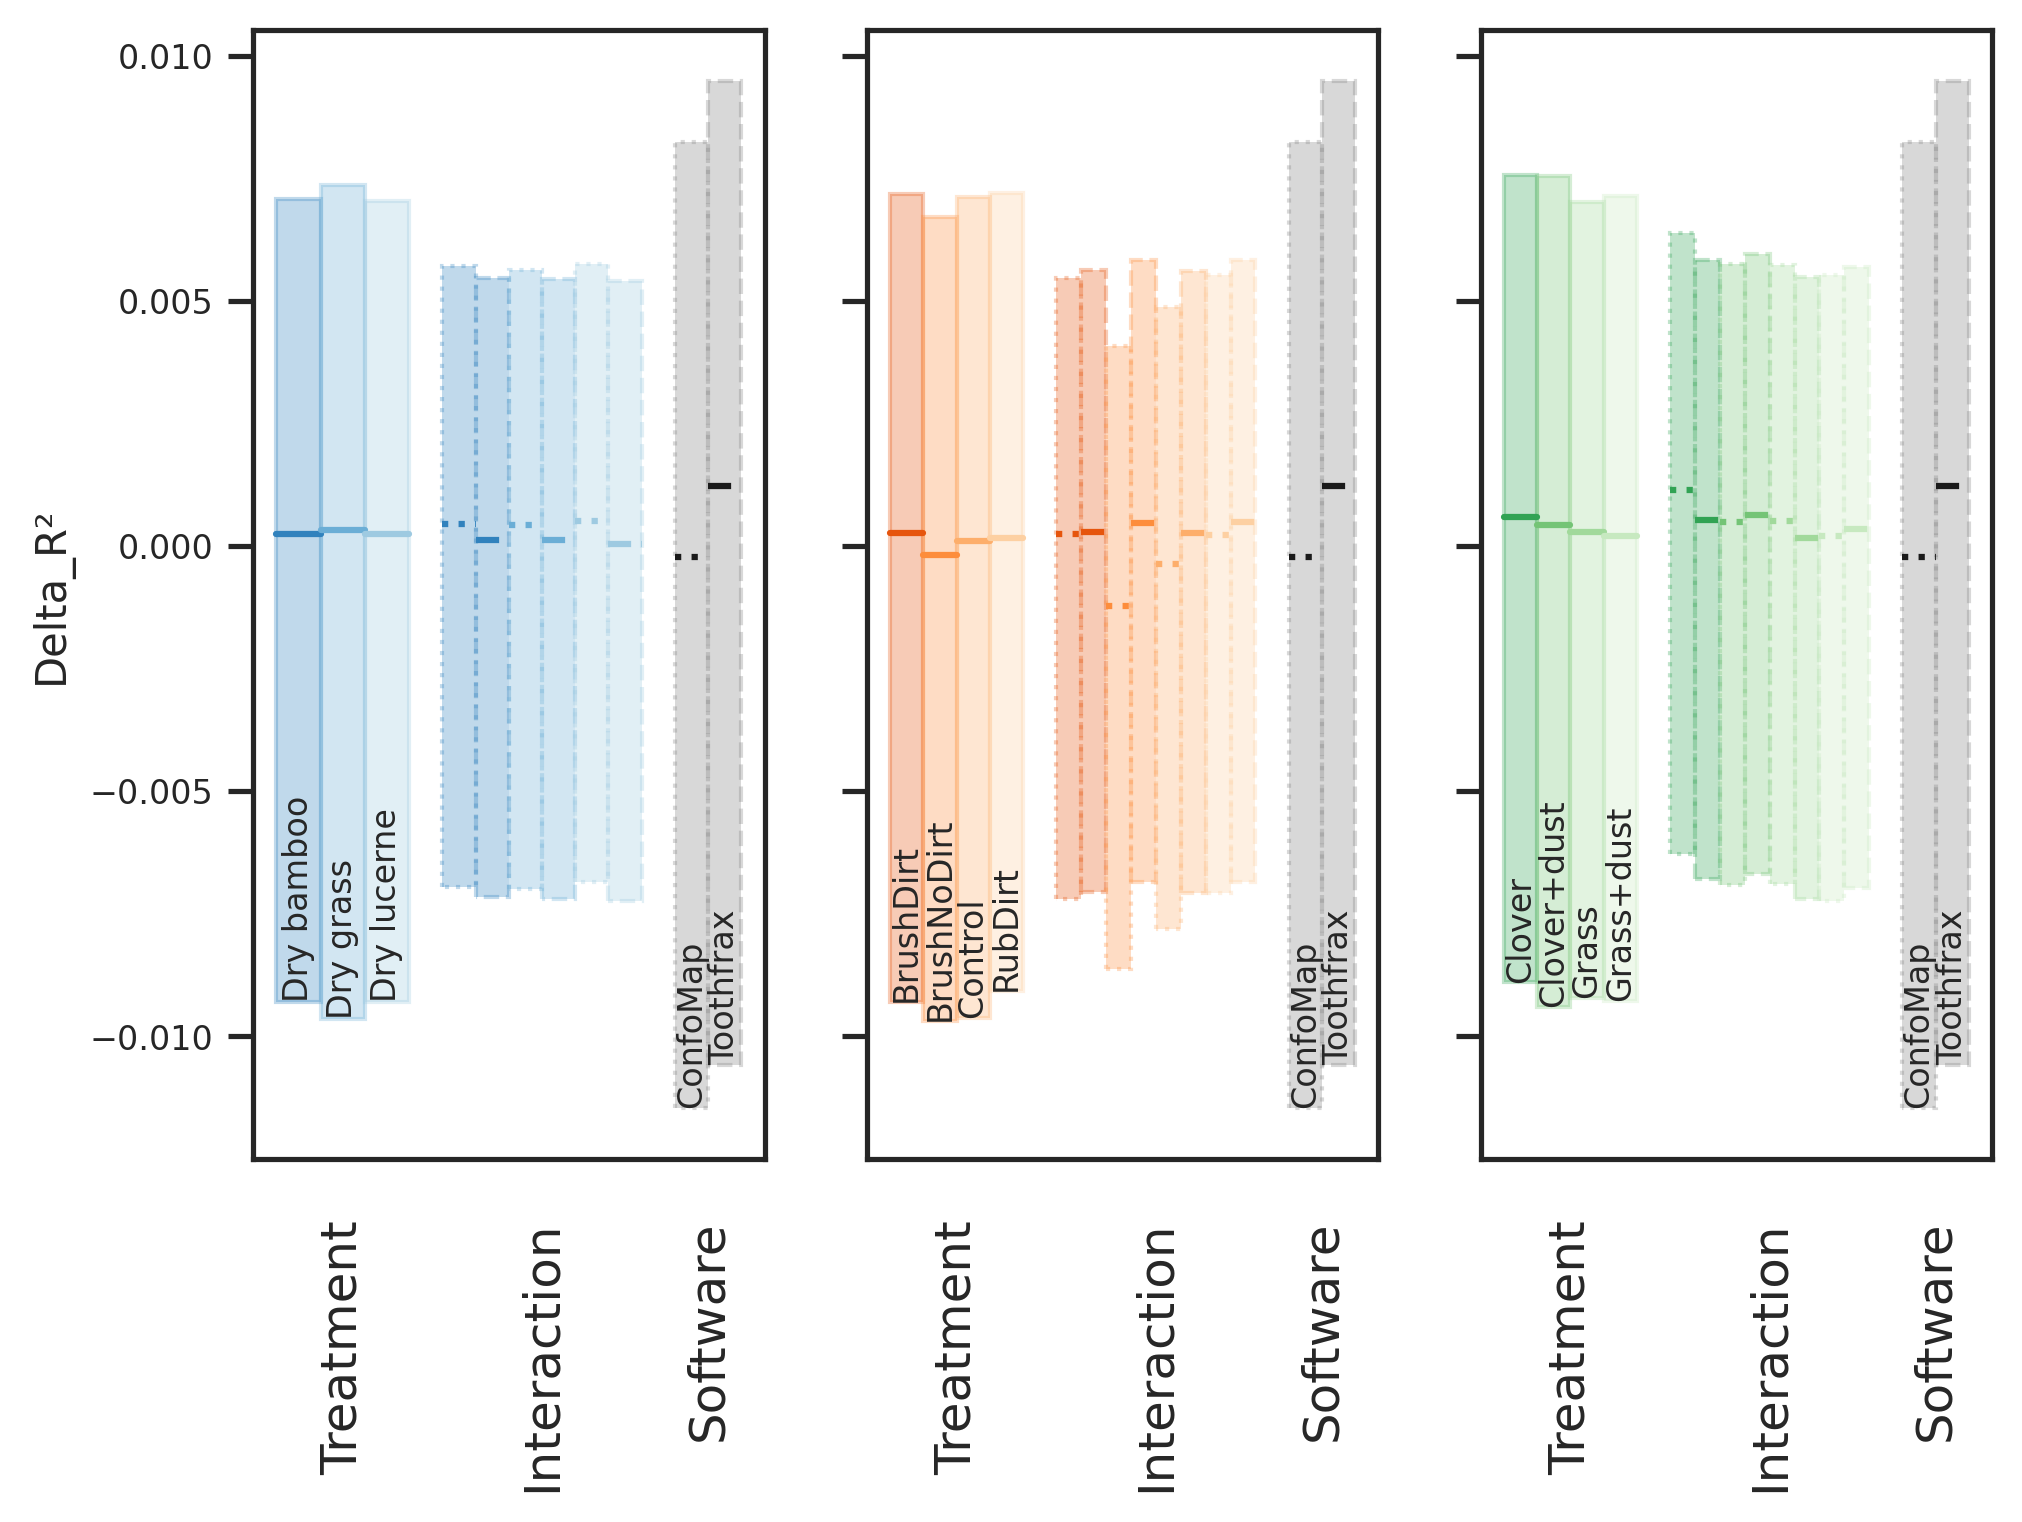 0.010
0.005
0.000
−0.005
−0.010
Delta_R²
Dry bamboo
Dry grass
Dry lucerne
ConfoMap
Toothfrax
BrushDirt
BrushNoDirt
Control
RubDirt
ConfoMap
Toothfrax
Clover
Clover+dust
Grass
Grass+dust
ConfoMap
Toothfrax
Treatment
Interaction
Software
Treatment
Interaction
Software
Treatment
Interaction
Software